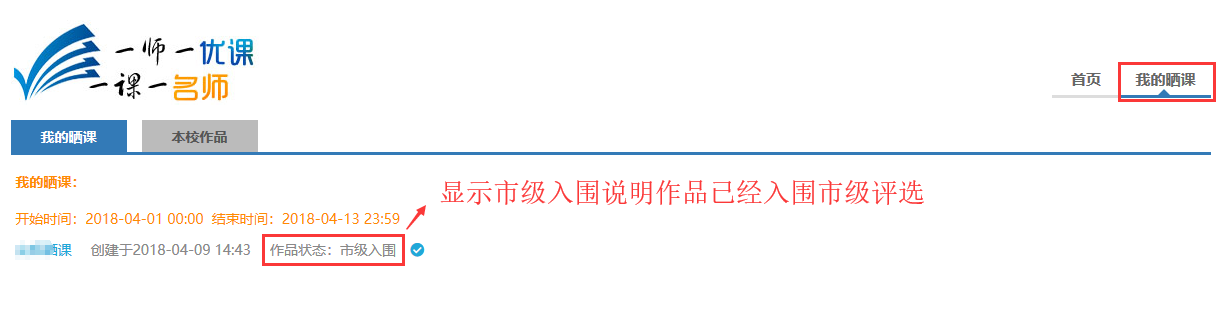 一师一优课
一课一名师
首页 我的晒课
我的晒课 本校作品
我的晒课：
显示市级入围说明作品已经入围市级评选
开始时间：2018-04-01 00:00 结束时间：2018-04-13 23:59
晒课 创建于2018-04-09 14:43 作品状态：市级入围